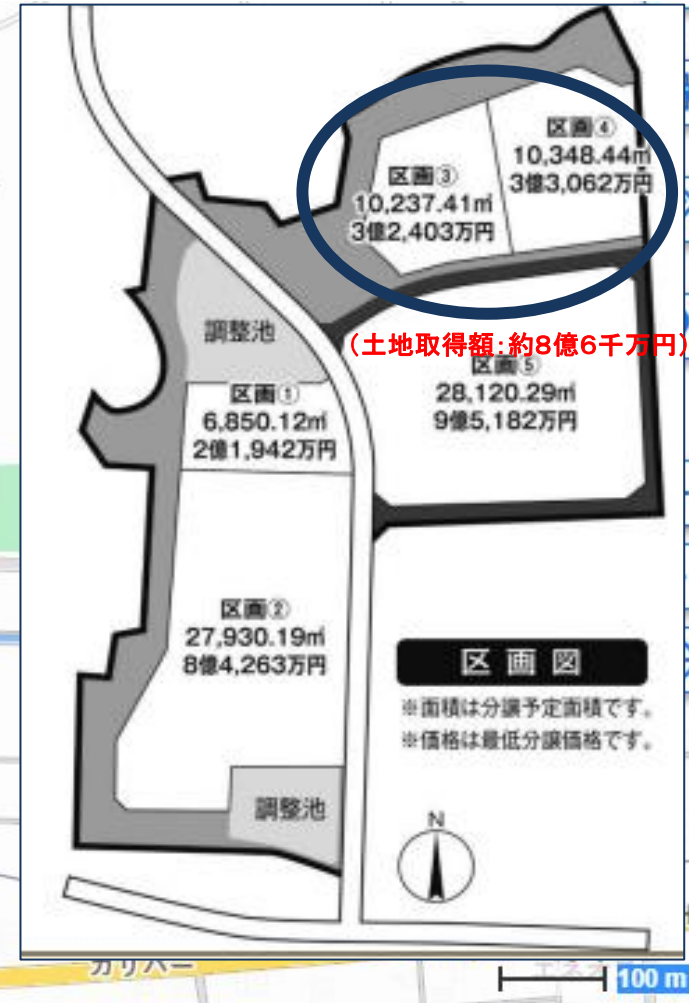 区画④
10,348.44㎡
3億3,062万円
区画③
10,237.41㎡
3億2,403万円
(土地取得額:約8億6千万円)
調整池
区画⑤
28,120.29㎡
9億5,182万円
区画①
6,850.12㎡
2億1,942万円
区画②
27,930.19㎡
8億4,263万円
区画図
※面積は分譲予定面積です。
※価格は最低分譲価格です。
調整池
N
ガリバー
100 m